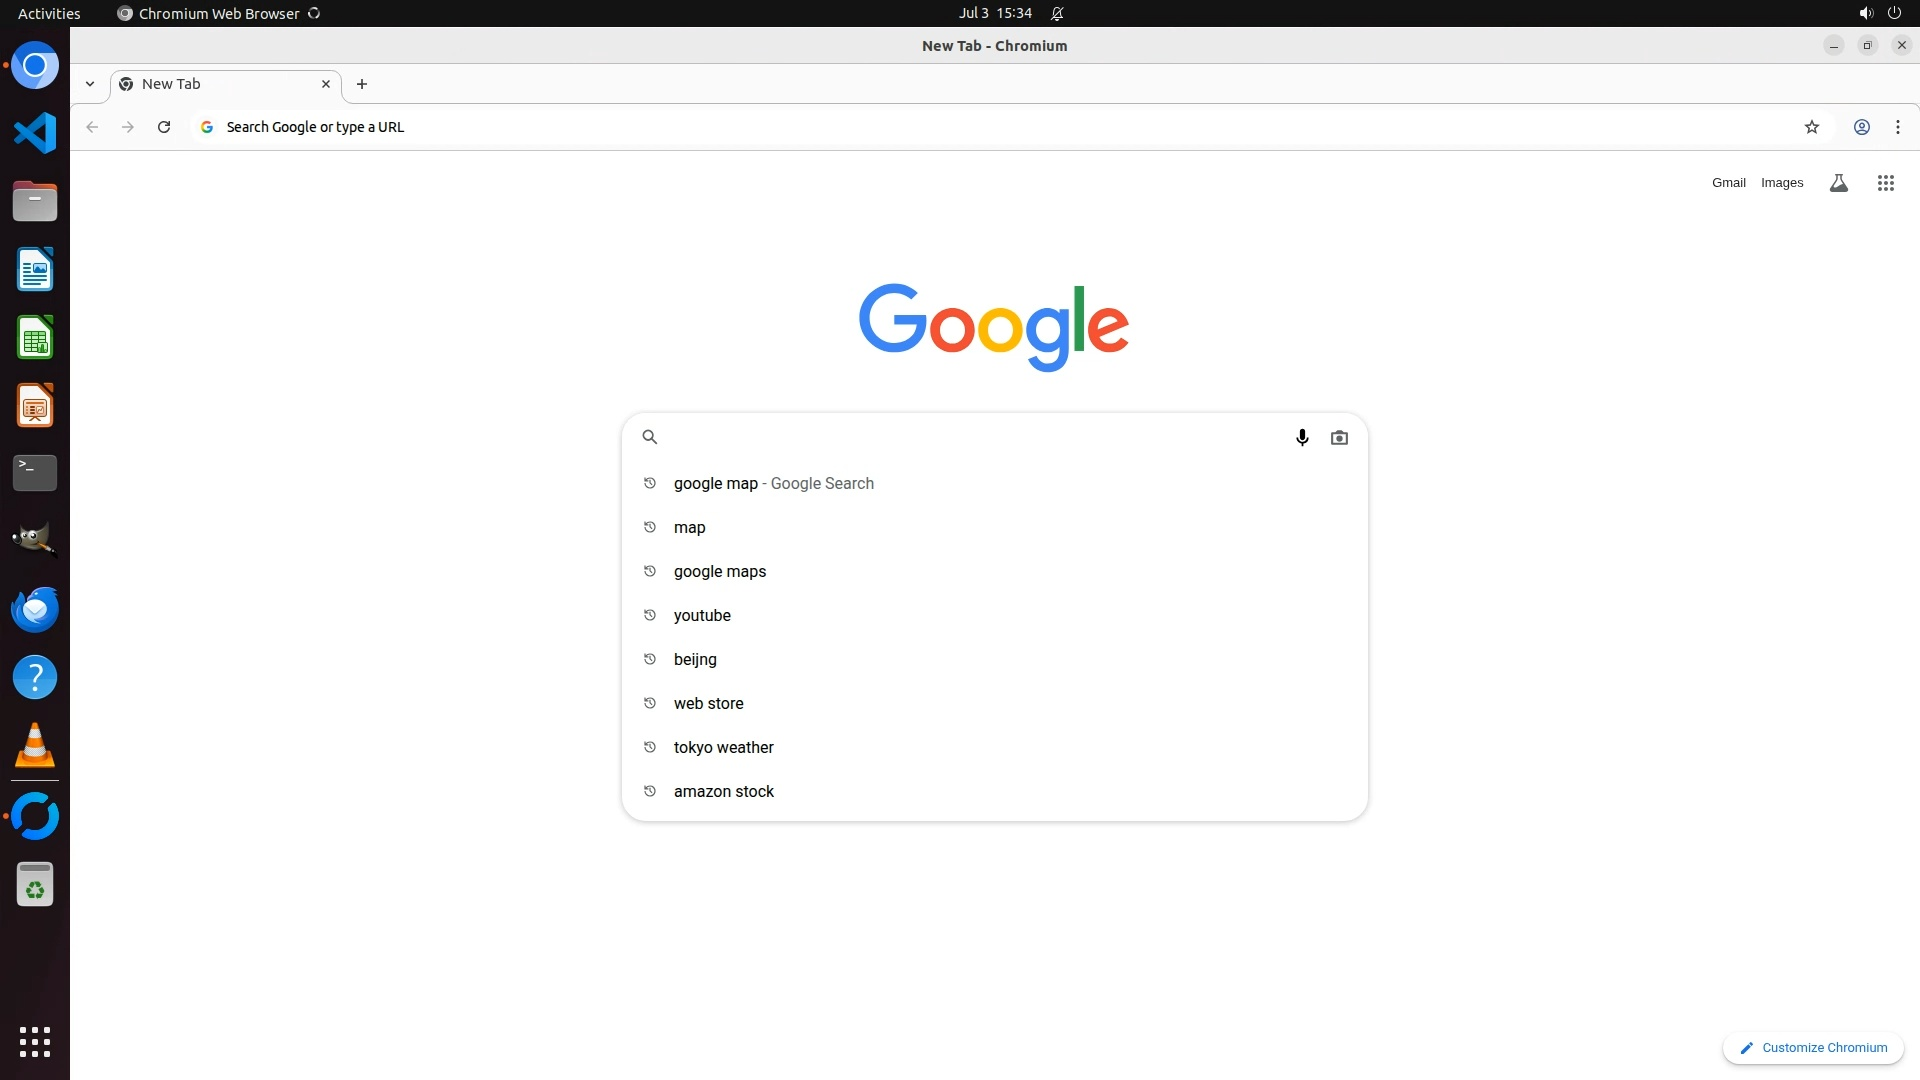 Activities
Chromium Web Browser
Jul 3 15:34
New Tab - Chromium
New Tab
Search Google or type a URL
Gmail
Images
Google
google map - Google Search
map
google maps
youtube
beijng
web store
tokyo weather
amazon stock
Customize Chromium